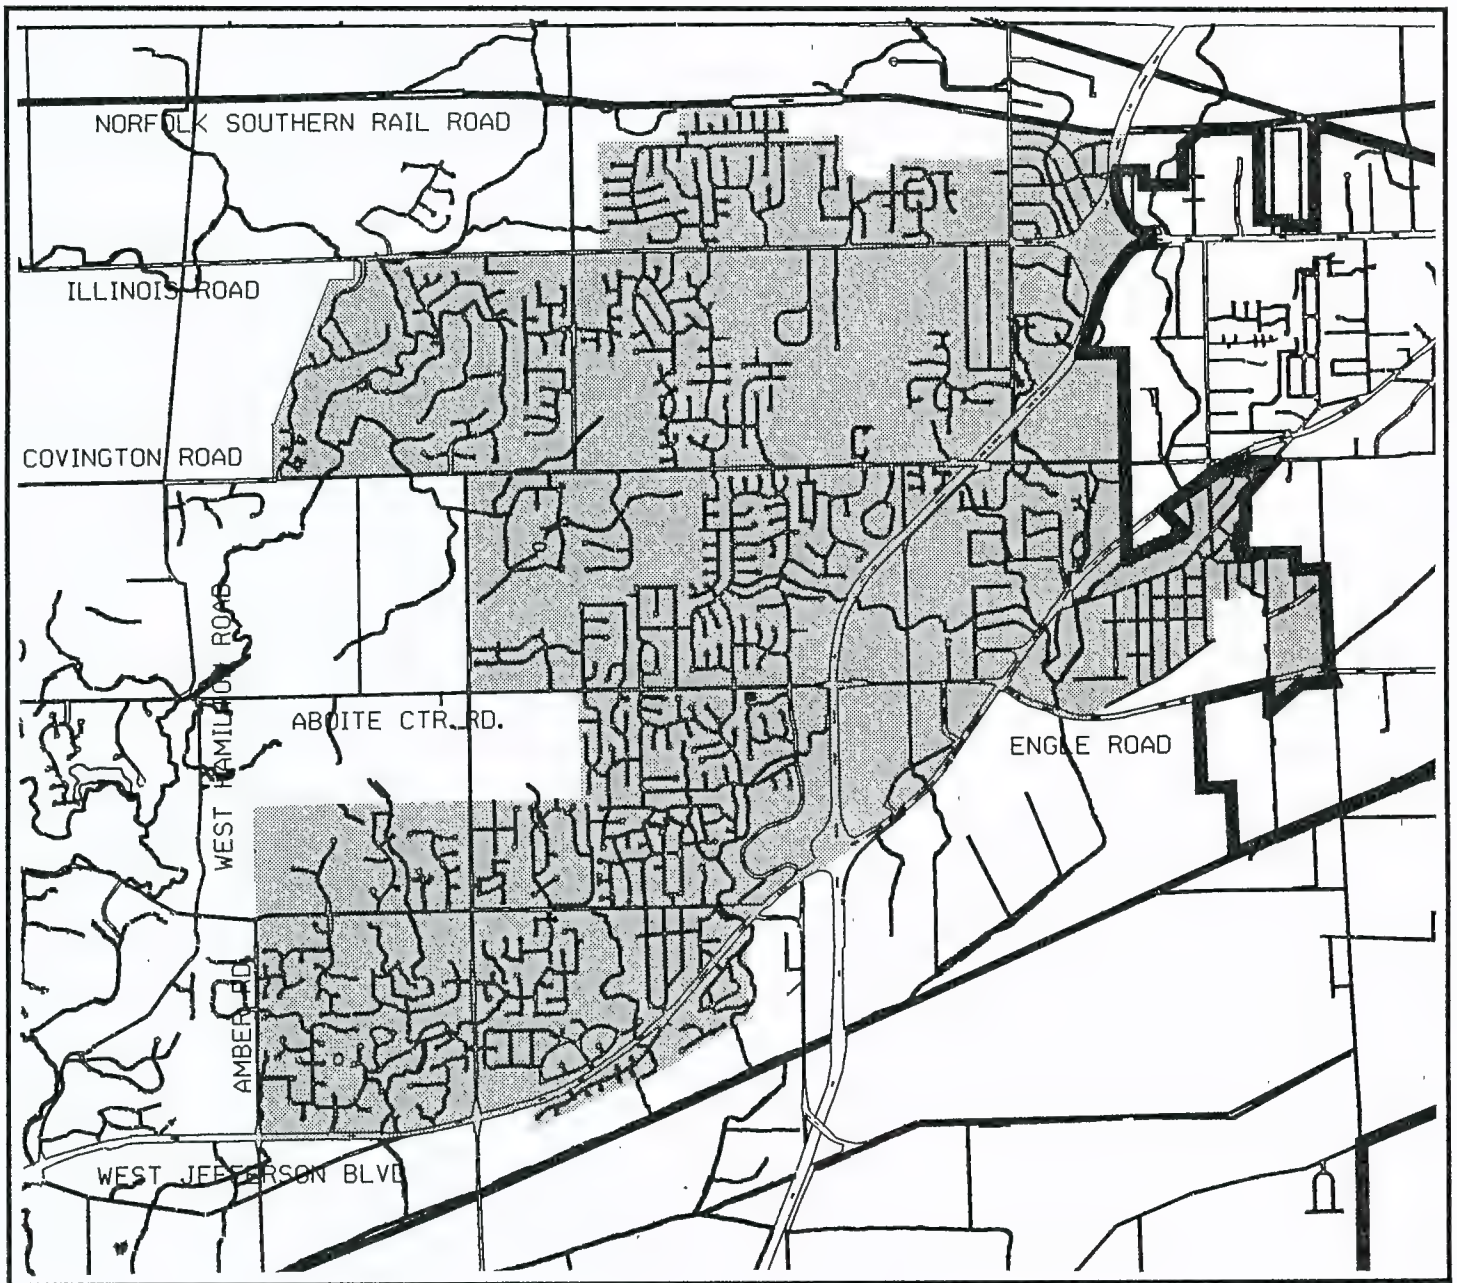 NORFOLK SOUTHERN RAIL ROAD
ILLINOIS ROAD
COVINGTON ROAD
WEST HAMILTON ROAD
ABOITE CTR. RD.
ENGLE ROAD
AMBER RD.
WEST JEFFERSON BLVD